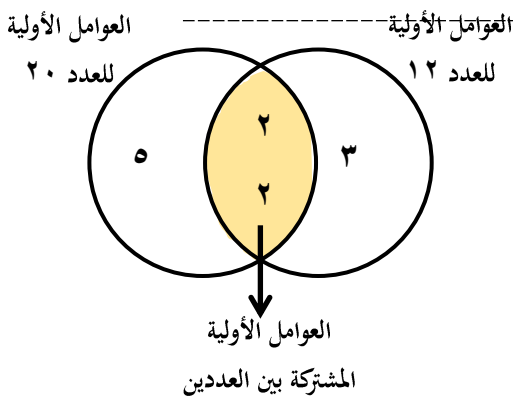 العوامل الأولية
للعدد ١٢
العوامل الأولية
للعدد ٢٠
٣
٢
٢
٥
العوامل الأولية
المشتركة بين العددين